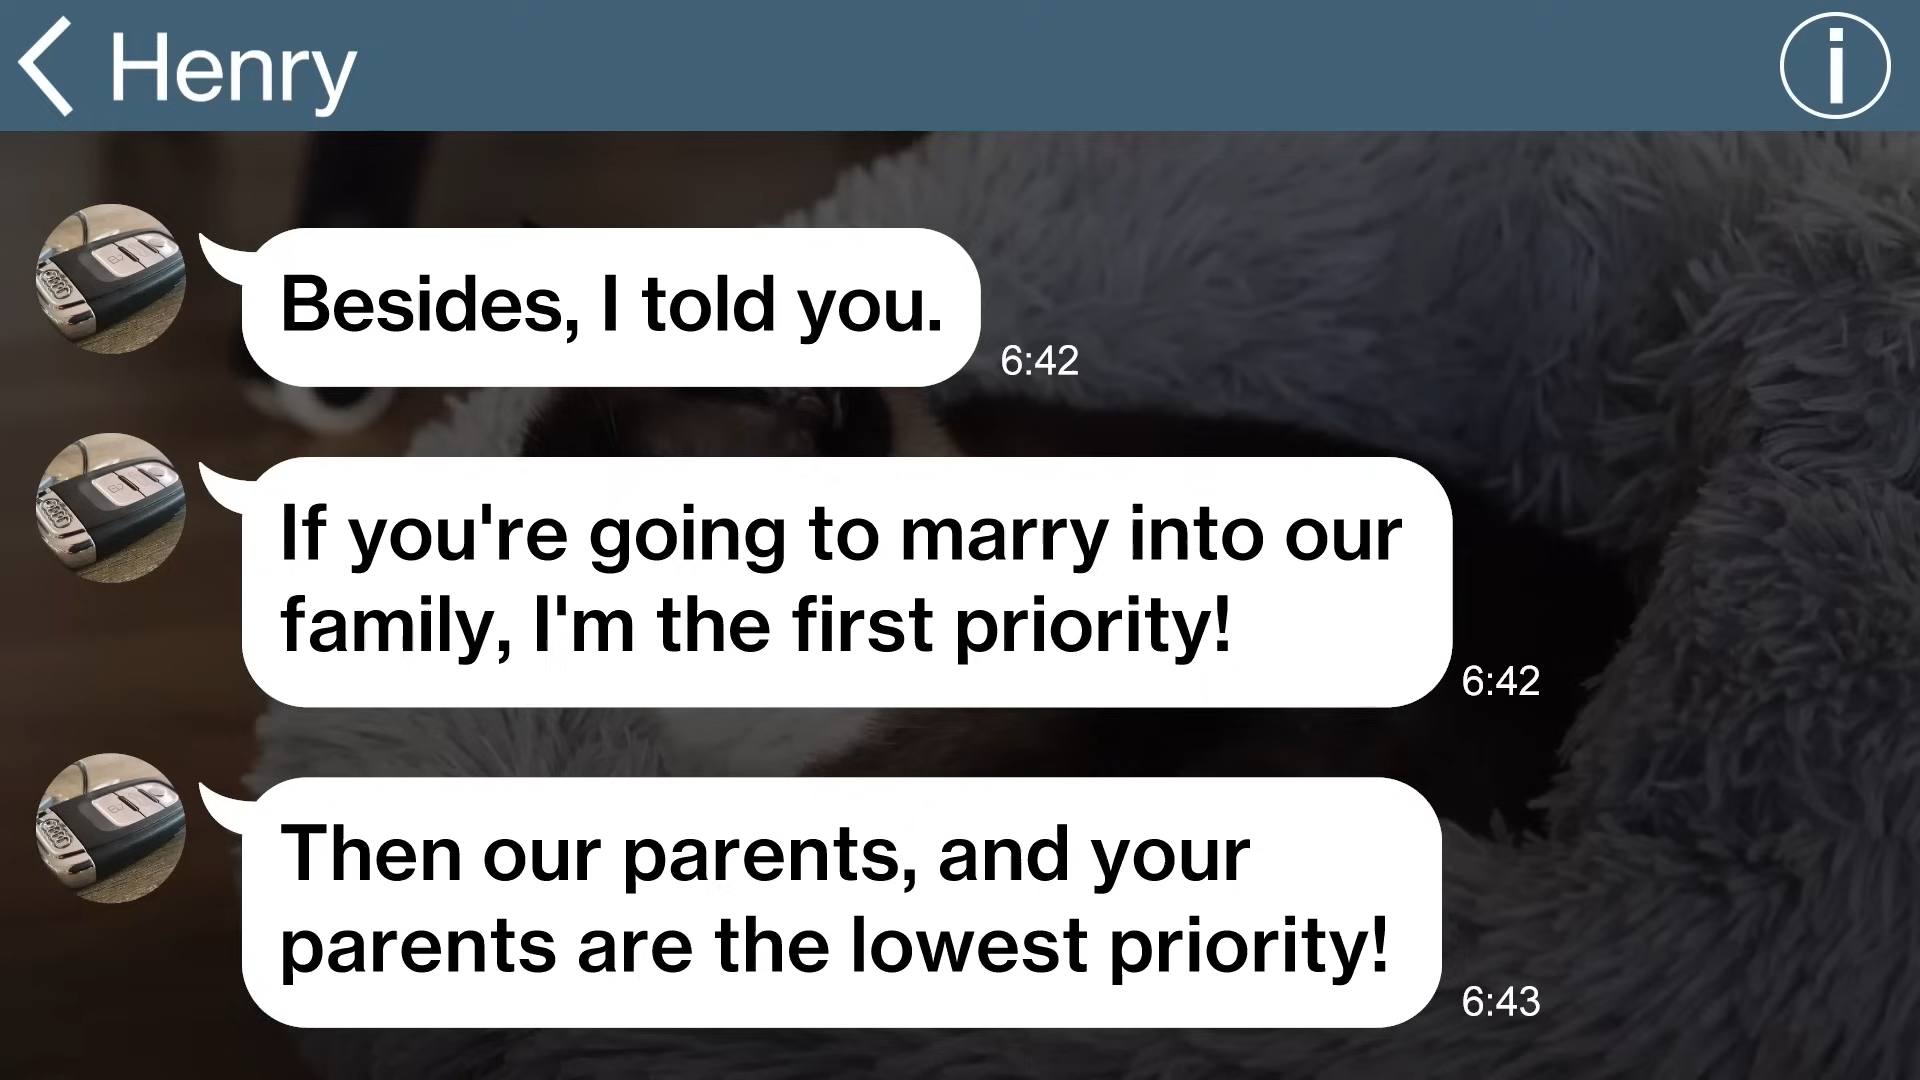 Henry
Besides, I told you.
6:42
If you're going to marry into our
family, I'm the first priority!
6:42
Then our parents, and your
parents are the lowest priority!
6:43